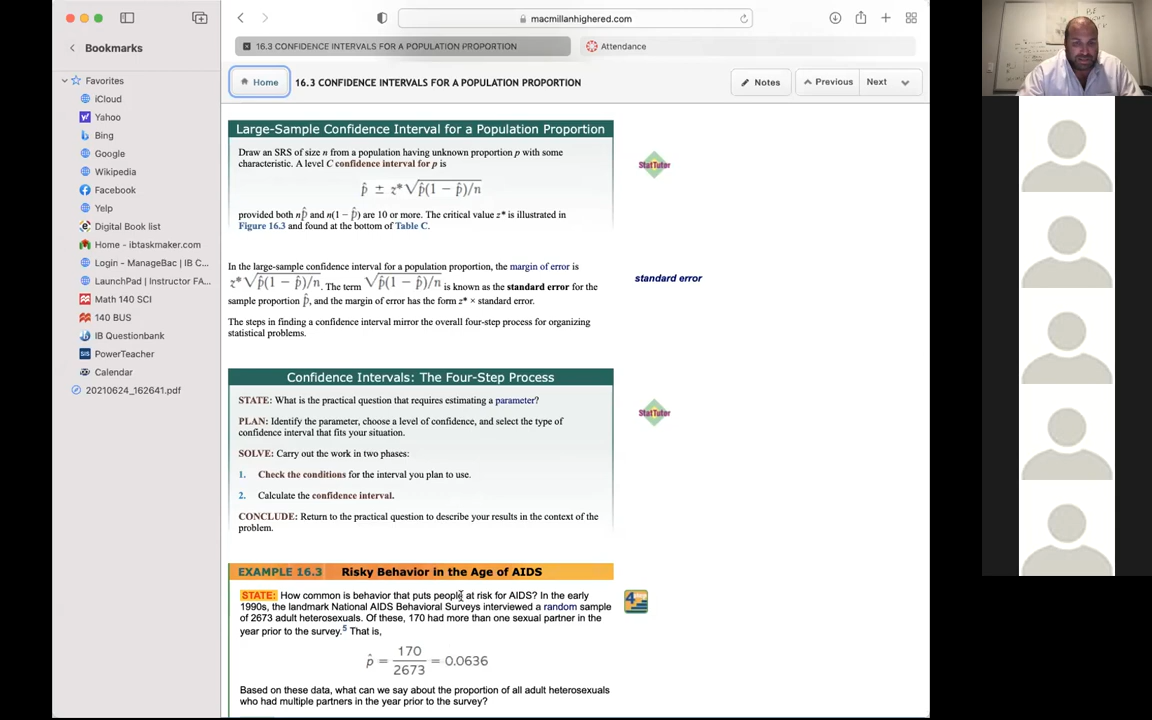 macmillanhighered.com
Bookmarks
16.3 CONFIDENCE INTERVALS FOR A POPULATION PROPORTION
Attendance
Favorites
iCloud
Yahoo
Bing
Google
Wikipedia
Facebook
Yelp
Digital Book list
Home - ibtaskmaker.com
Login - ManageBac | IB C...
LaunchPad | Instructor FA...
Math 140 SCI
140 BUS
IB Questionbank
SIS PowerTeacher
Calendar
20210624_162641.pdf
Home
16.3 CONFIDENCE INTERVALS FOR A POPULATION PROPORTION
Notes
Previous
Next
Large-Sample Confidence Interval for a Population Proportion
Draw an SRS of size n from a population having unknown proportion p with some
characteristic. A level C confidence interval for p is
p̂ ± z*√p̂(1 − p̂)/n
provided both np̂ and n(1 − p̂) are 10 or more. The critical value z* is illustrated in
Figure 16.3 and found at the bottom of Table C.
StatTutor
In the large-sample confidence interval for a population proportion, the margin of error is
z*√p̂(1 − p̂)/n. The term √p̂(1 − p̂)/n is known as the standard error for the
sample proportion p̂, and the margin of error has the form z* × standard error.
standard error
The steps in finding a confidence interval mirror the overall four-step process for organizing
statistical problems.
Confidence Intervals: The Four-Step Process
STATE: What is the practical question that requires estimating a parameter?
PLAN: Identify the parameter, choose a level of confidence, and select the type of
confidence interval that fits your situation.
SOLVE: Carry out the work in two phases:
1. Check the conditions for the interval you plan to use.
2. Calculate the confidence interval.
CONCLUDE: Return to the practical question to describe your results in the context of the
problem.
StatTutor
EXAMPLE 16.3 Risky Behavior in the Age of AIDS
STATE: How common is behavior that puts people at risk for AIDS? In the early
1990s, the landmark National AIDS Behavioral Surveys interviewed a random sample
of 2673 adult heterosexuals. Of these, 170 had more than one sexual partner in the
year prior to the survey.5 That is,
p̂ = 170/2673 = 0.0636
Based on these data, what can we say about the proportion of all adult heterosexuals
who had multiple partners in the year prior to the survey?
4